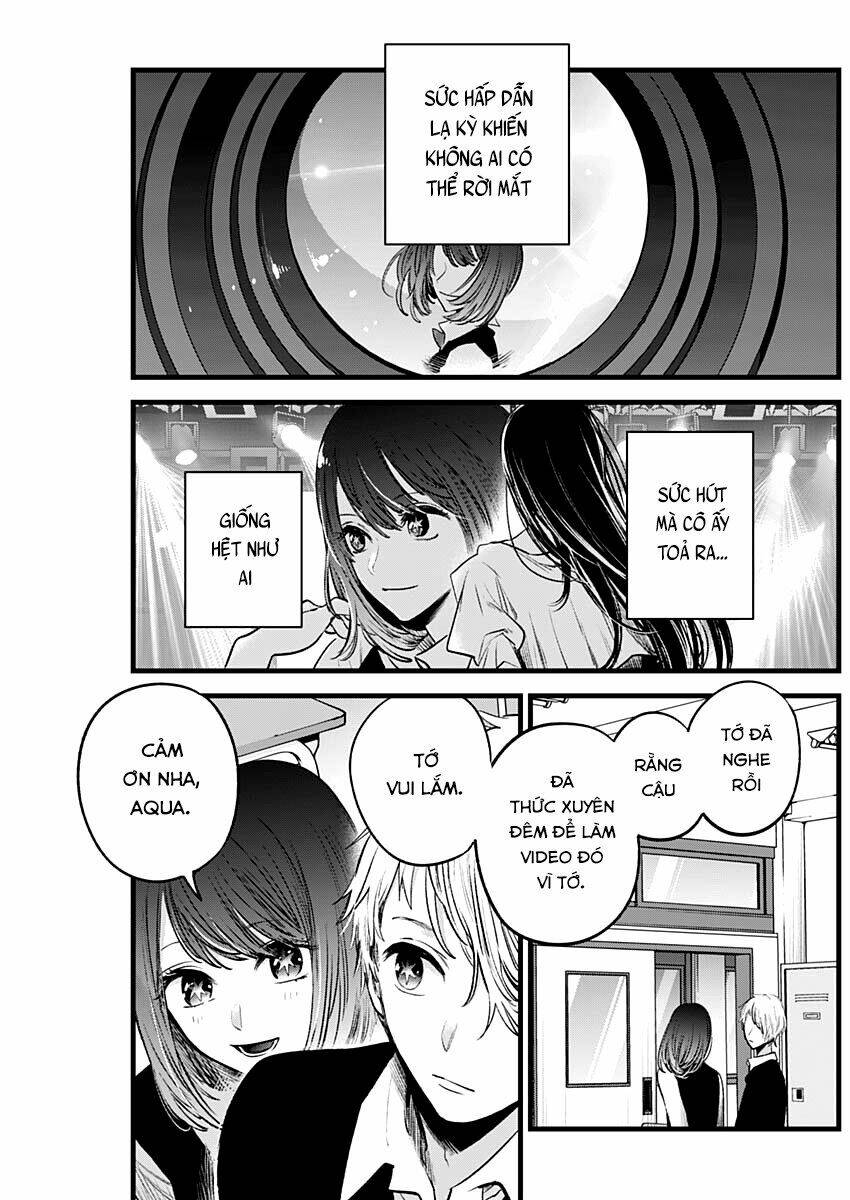 SỨC HẤP DẪN
LẠ KỲ KHIẾN
KHÔNG AI CÓ
THỂ RỜI MẮT
SỨC HÚT
MÀ CÔ ẤY
TOẢ RA...
GIỐNG
HỆT NHƯ
AI
TỚ ĐÃ
NGHE
RỒI
RẰNG
CẬU
ĐÃ
THỨC XUYÊN
ĐÊM ĐỂ LÀM
VIDEO ĐÓ
VÌ TỚ.
TỚ
VUI LẮM.
CẢM
ƠN NHA,
AQUA.